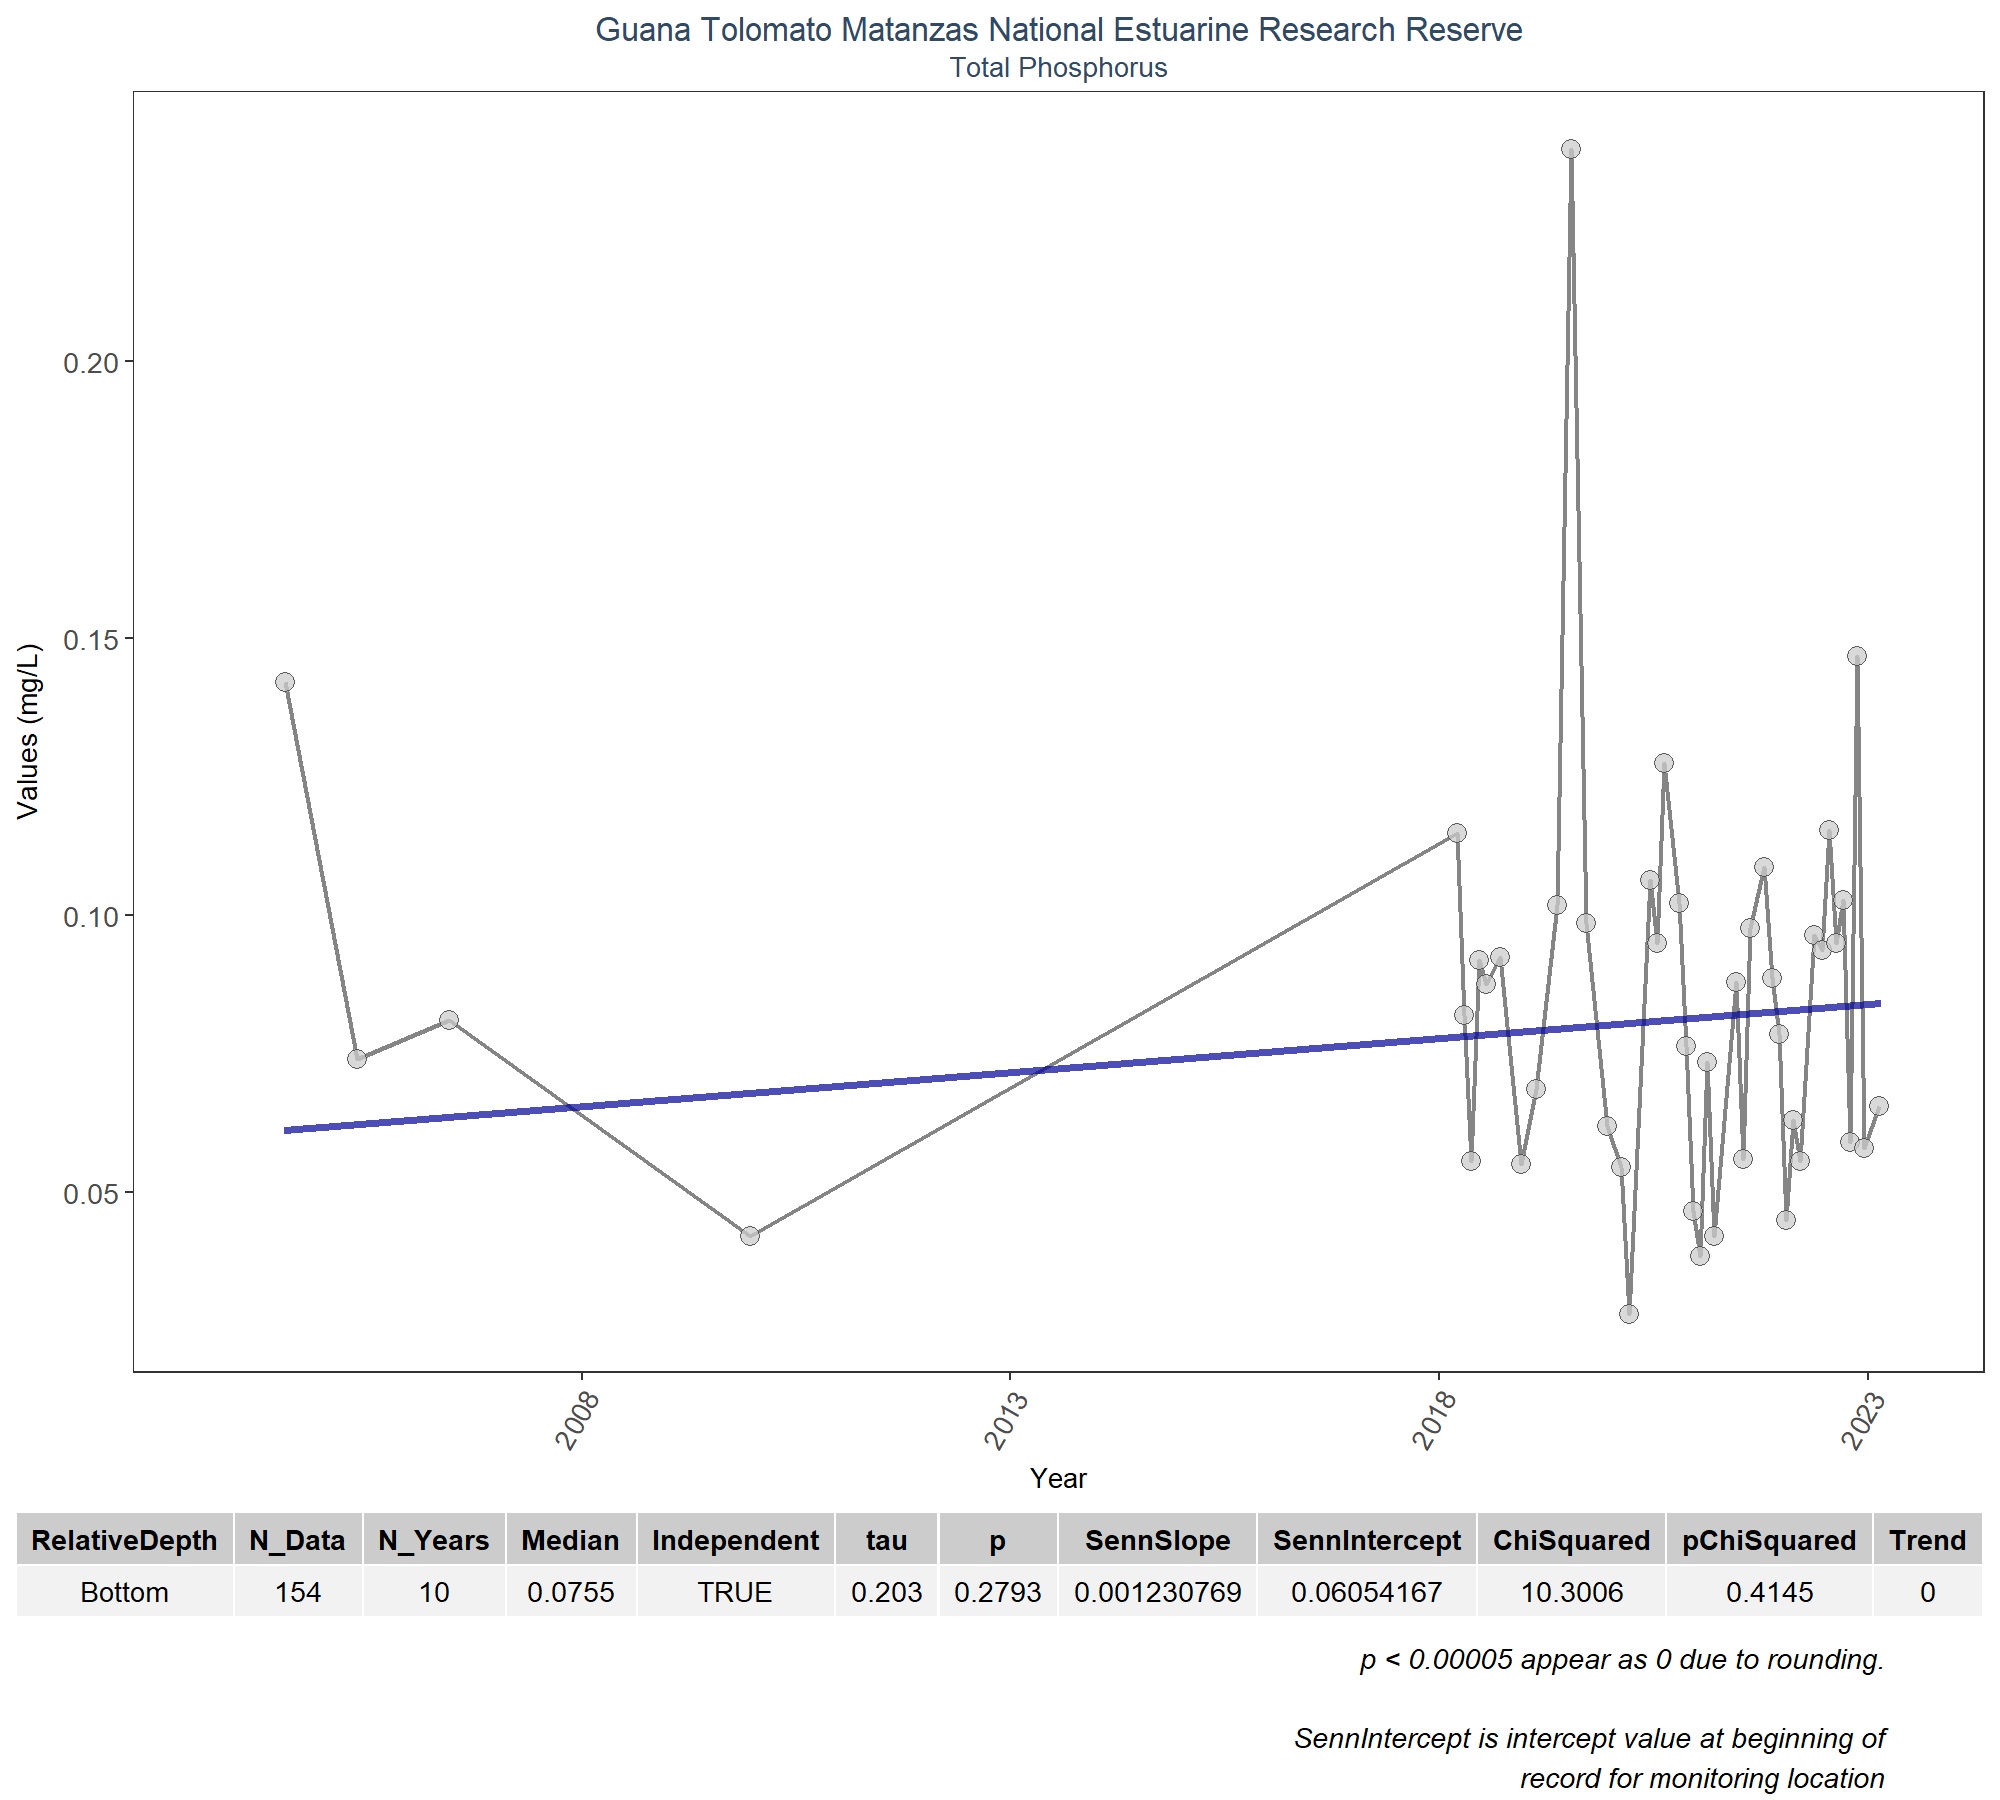 Guana Tolomato Matanzas National Estuarine Research Reserve
Total Phosphorus
Values (mg/L)
0.20
0.15
0.10
0.05
2008
2013
2018
2023
Year
RelativeDepth N_Data N_Years Median Independent tau p SennSlope SennIntercept ChiSquared pChiSquared Trend
Bottom 154 10 0.0755 TRUE 0.203 0.2793 0.001230769 0.06054167 10.3006 0.4145 0
p < 0.00005 appear as 0 due to rounding.
SennIntercept is intercept value at beginning of
record for monitoring location